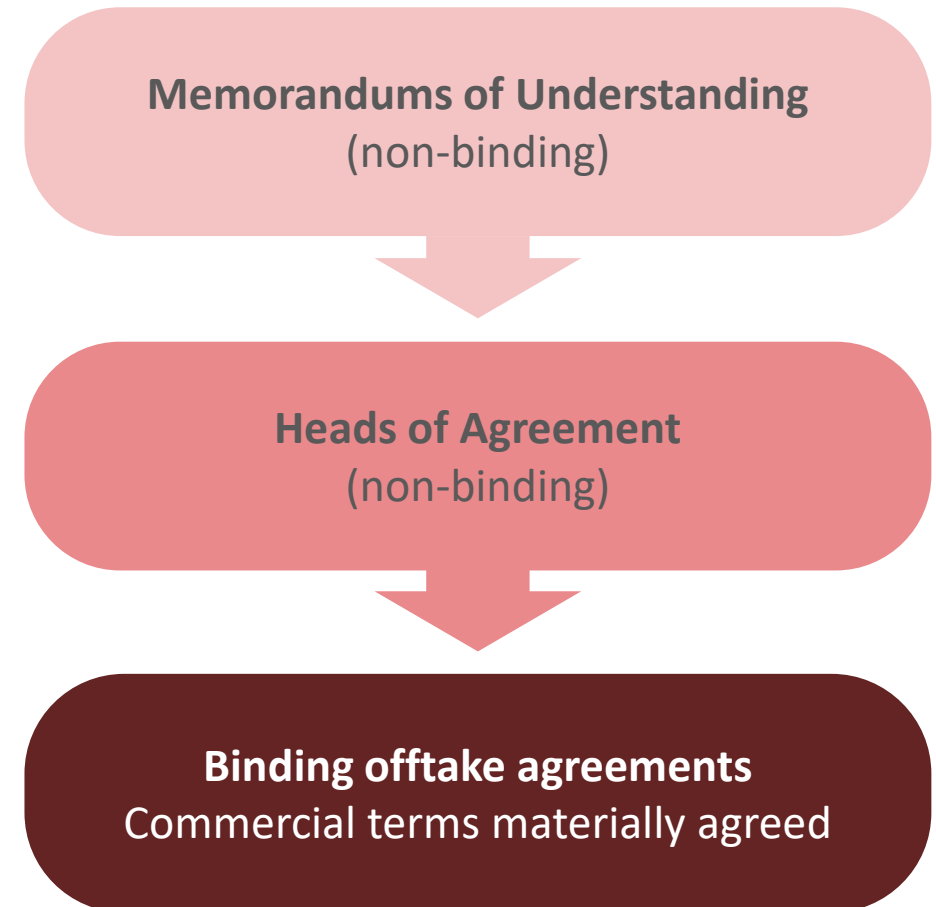 Memorandums of Understanding
(non-binding)
Heads of Agreement
(non-binding)
Binding offtake agreements
Commercial terms materially agreed